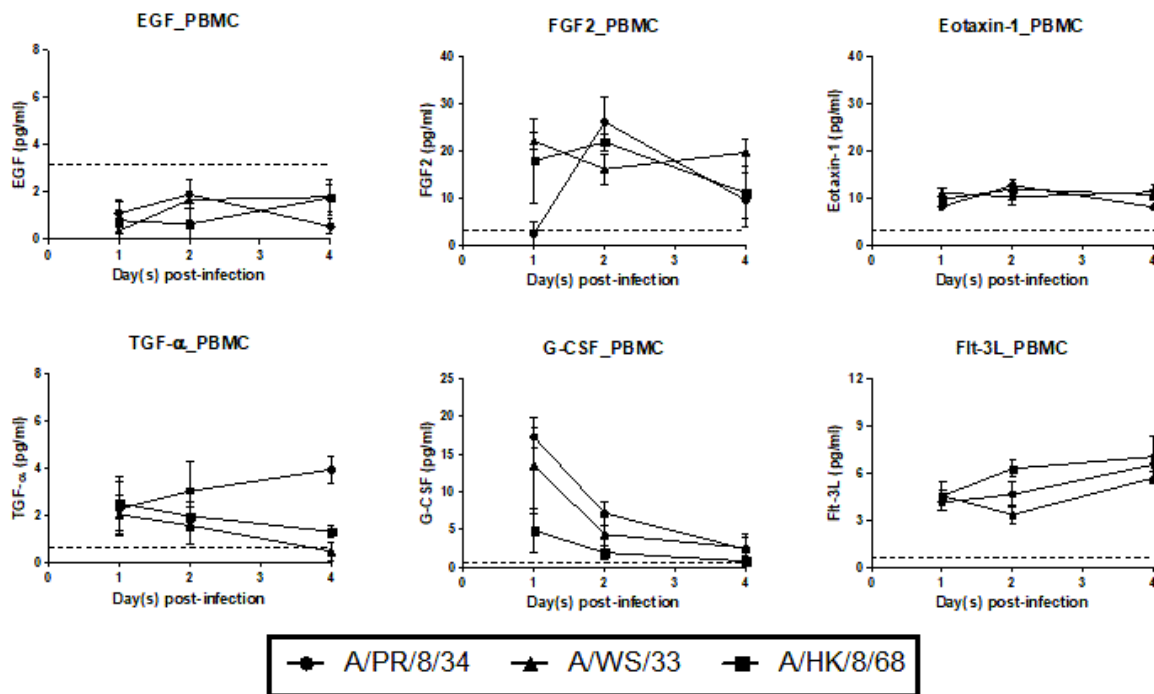 EGF_PBMC
EGF (pg/ml)
8
6
4
2
0
0 1 2 3 4
Day(s) post-infection
FGF2_PBMC
FGF2 (pg/ml)
40
30
20
10
0
0 1 2 3 4
Day(s) post-infection
Eotaxin-1_PBMC
Eotaxin-1 (pg/ml)
40
30
20
10
0
0 1 2 3 4
Day(s) post-infection
TGF-α_PBMC
TGF-α (pg/ml)
8
6
4
2
0
0 1 2 3 4
Day(s) post-infection
G-CSF_PBMC
G-CSF (pg/ml)
25
20
15
10
5
0
0 1 2 3 4
Day(s) post-infection
Flt-3L_PBMC
Flt-3L (pg/ml)
12
9
6
3
0
0 1 2 3 4
Day(s) post-infection
A/PR/8/34 A/WS/33 A/HK/8/68